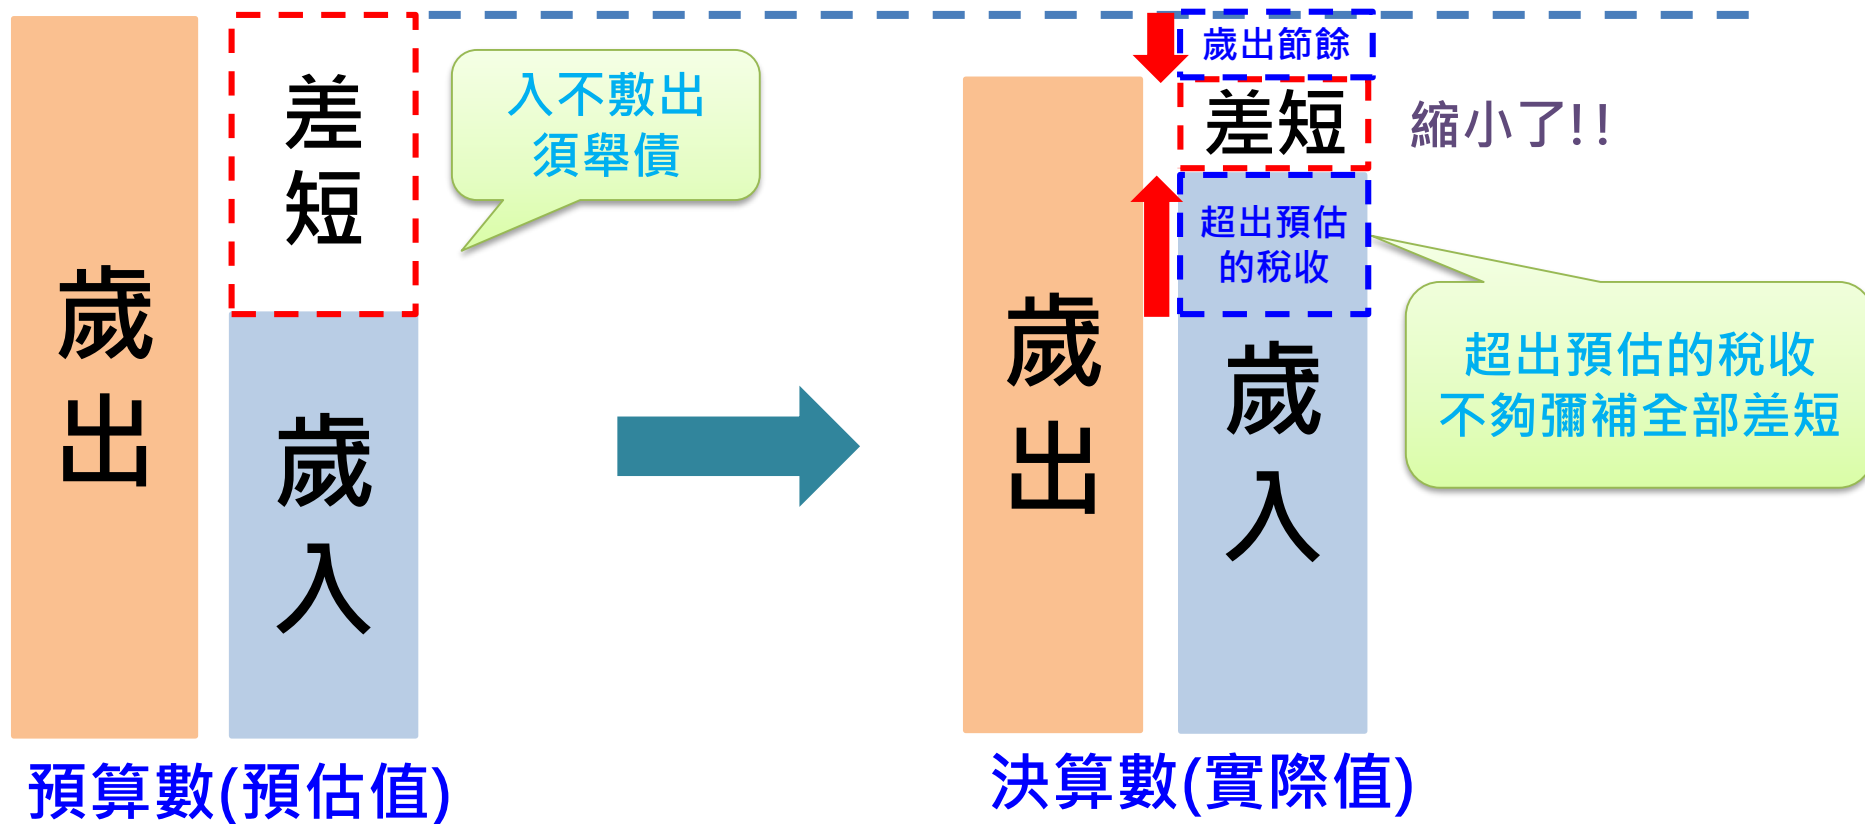 歲出
差短
歲入
入不敷出
須舉債
預算數(預估值)
歲出
歲出節餘
差短
縮小了!!
超出預估
的稅收
歲入
超出預估的稅收
不夠彌補全部差短
決算數(實際值)